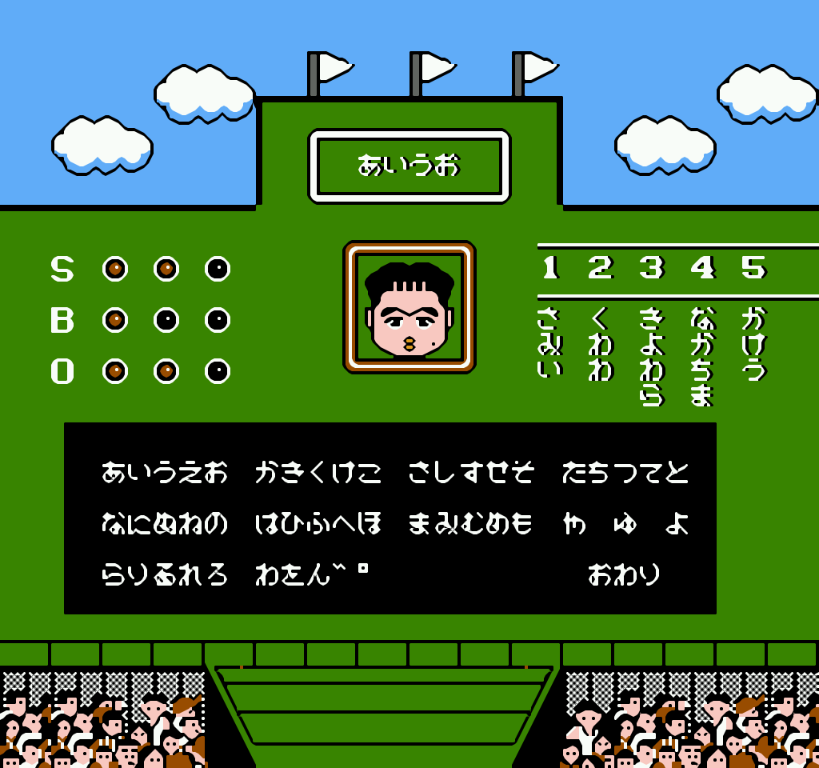 あいうお
S
B
O
1 2 3 4 5
さみい
くわわ
きよわら
なかちま
かけう
あいうえお かきくけこ さしすせそ たちつてと
なにぬねの はひふへほ まみむめも や ゆ よ
らりるれろ わをん゛゜ おわり